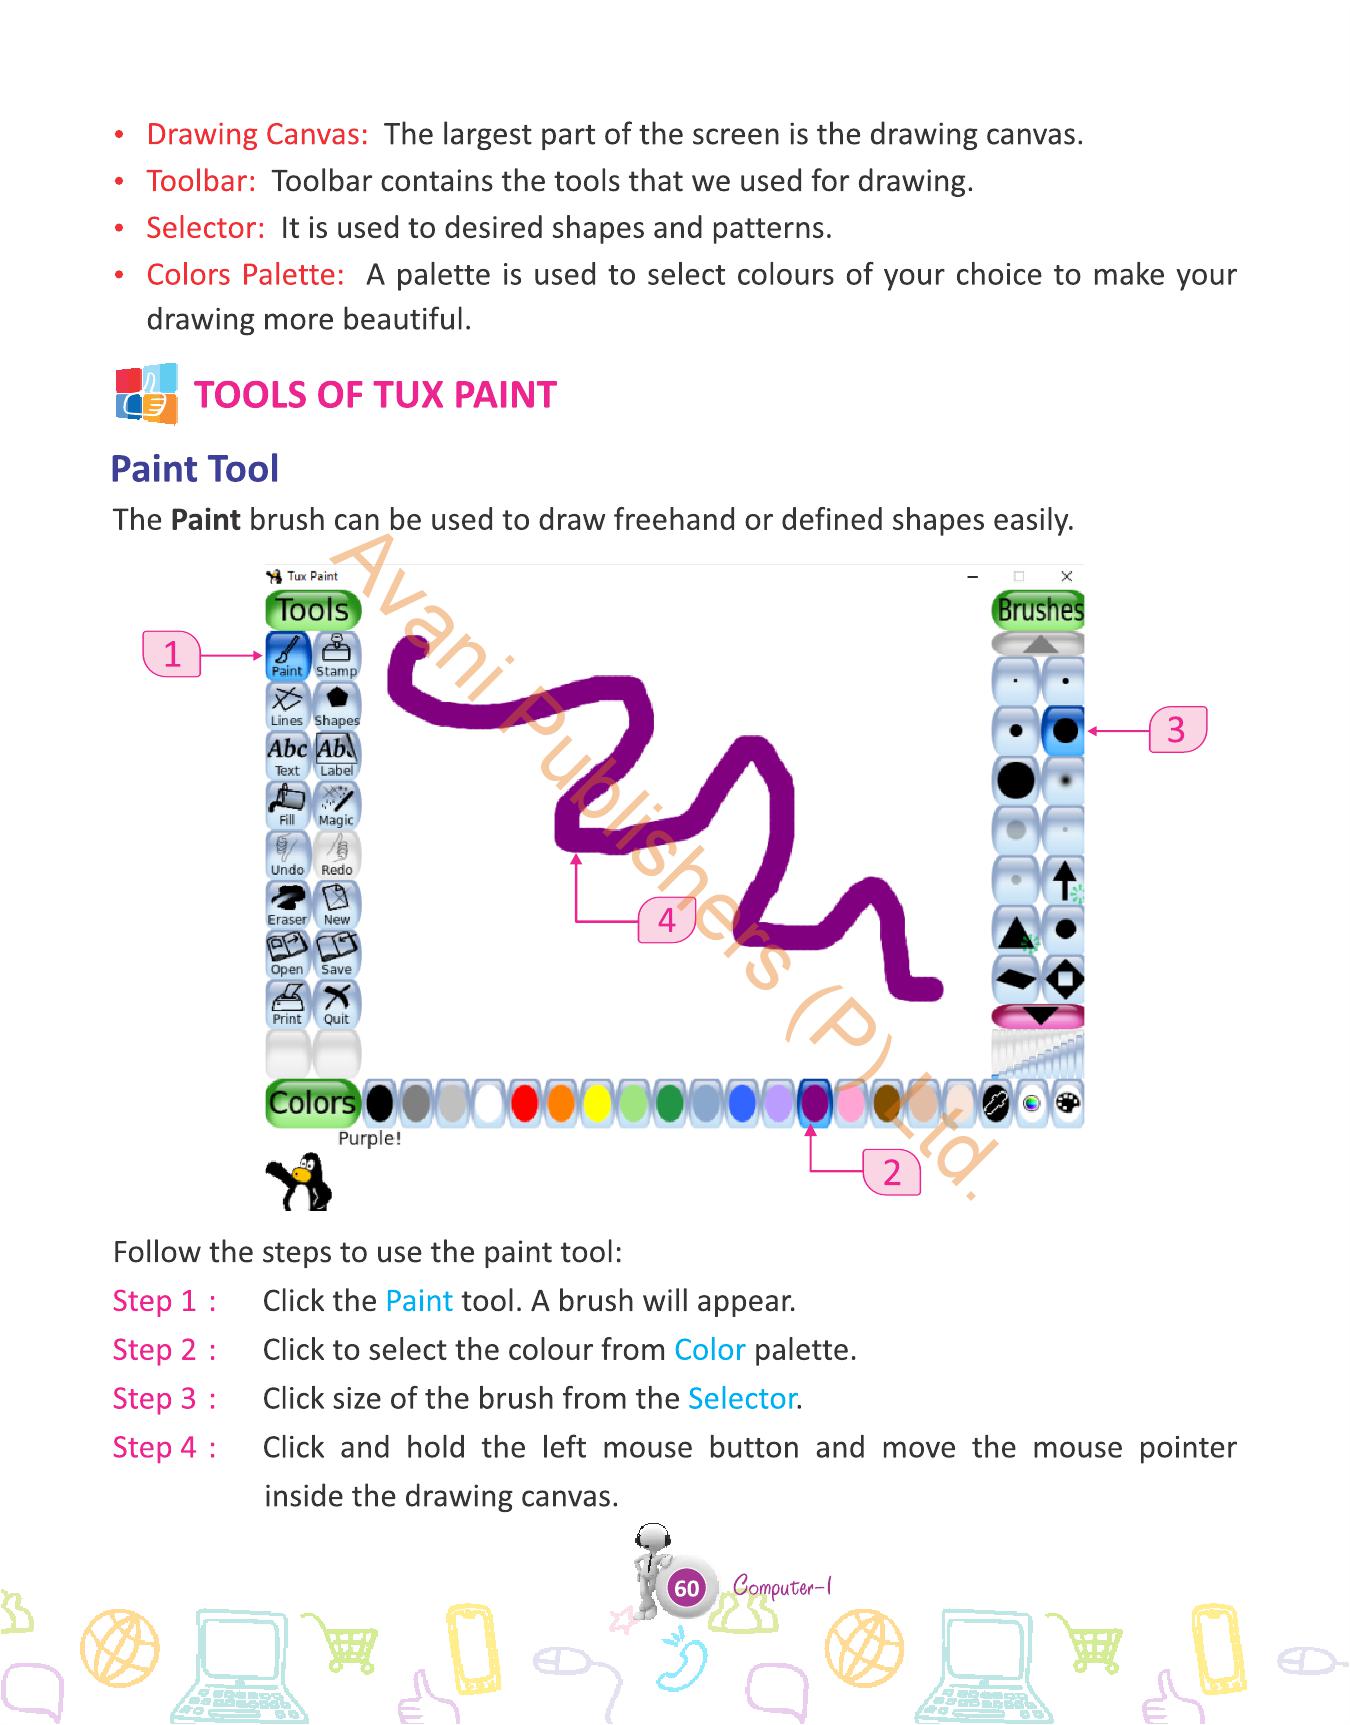 • Drawing Canvas: The largest part of the screen is the drawing canvas.
• Toolbar: Toolbar contains the tools that we used for drawing.
• Selector: It is used to desired shapes and patterns.
• Colors Palette: A palette is used to select colours of your choice to make your
drawing more beautiful.
TOOLS OF TUX PAINT
Paint Tool
The Paint brush can be used to draw freehand or defined shapes easily.
Tux Paint
Tools
Brushes
1
Paint Stamp
Lines Shapes
3
Abc Abc
Text Label
Fill Magic
Undo Redo
Eraser New
4
Open Save
Print Quit
Colors
Purple!
2
Avani Publishers (P) Ltd.
Follow the steps to use the paint tool:
Step 1 : Click the Paint tool. A brush will appear.
Step 2 : Click to select the colour from Color palette.
Step 3 : Click size of the brush from the Selector.
Step 4 : Click and hold the left mouse button and move the mouse pointer
inside the drawing canvas.
60 Computer-1